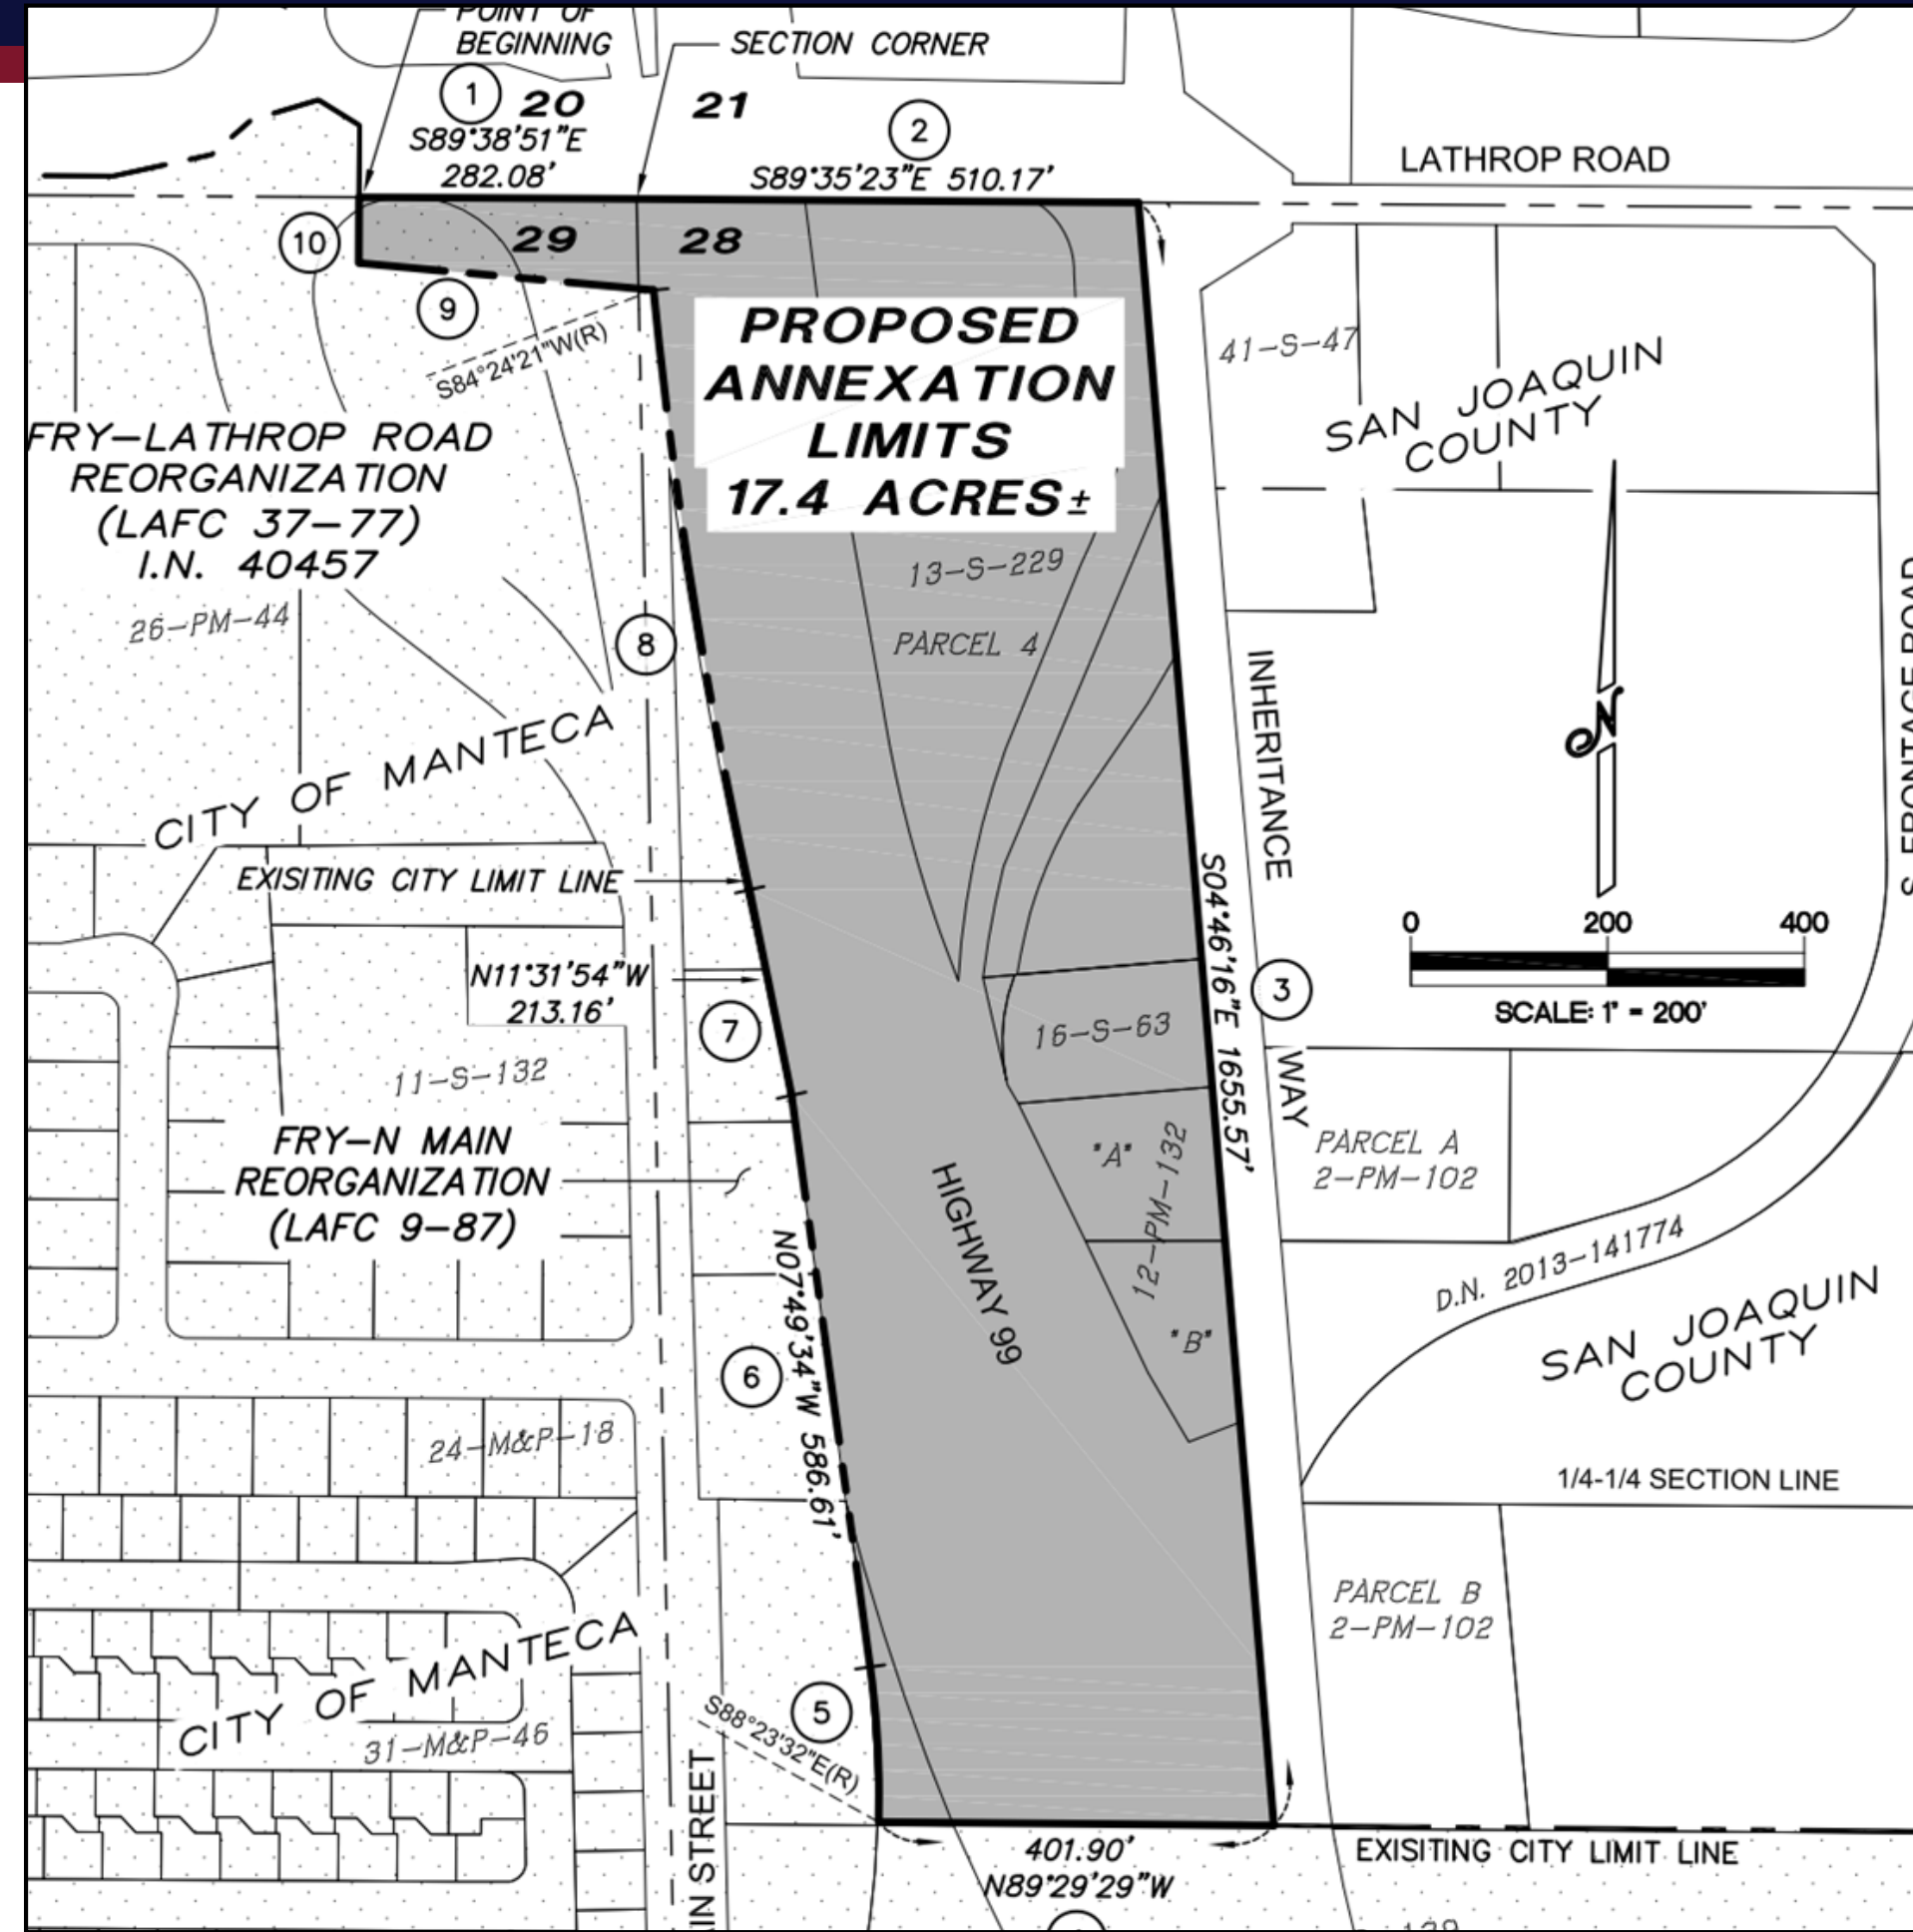 POINT OF
BEGINNING
SECTION CORNER
1
20
21
2
S89°38'51"E
282.08'
S89°35'23"E 510.17'
LATHROP ROAD
10
29
28
9
S84°24'21"W(R)
PROPOSED
ANNEXATION
LIMITS
17.4 ACRES±
41-S-47
SAN JOAQUIN
COUNTY
FRY-LATHROP ROAD
REORGANIZATION
(LAFC 37-77)
I.N. 40457
26-PM-44
13-S-229
PARCEL 4
8
INHERITANCE
WAY
N
S FRONTAGE ROAD
CITY OF MANTECA
EXISITING CITY LIMIT LINE
0 200 400
SCALE: 1" = 200'
N11°31'54"W
213.16'
7
S04°46'16"E 1655.57'
3
16-S-63
11-S-132
FRY-N MAIN
REORGANIZATION
(LAFC 9-87)
"A"
12-PM-132
"B"
PARCEL A
2-PM-102
HIGHWAY 99
N07°49'34"W 586.61'
6
D.N. 2013-141774
SAN JOAQUIN
COUNTY
24-M&P-18
1/4-1/4 SECTION LINE
PARCEL B
2-PM-102
CITY OF MANTECA
31-M&P-46
5
S88°23'32"E(R)
IN STREET
401.90'
N89°29'29"W
EXISITING CITY LIMIT LINE